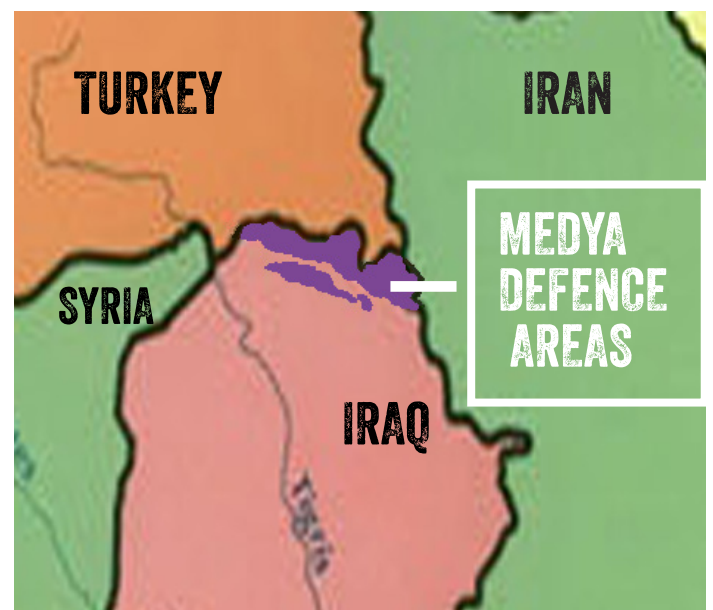 TURKEY
IRAN
MEDYA
DEFENCE
AREAS
SYRIA
IRAQ
Tigris